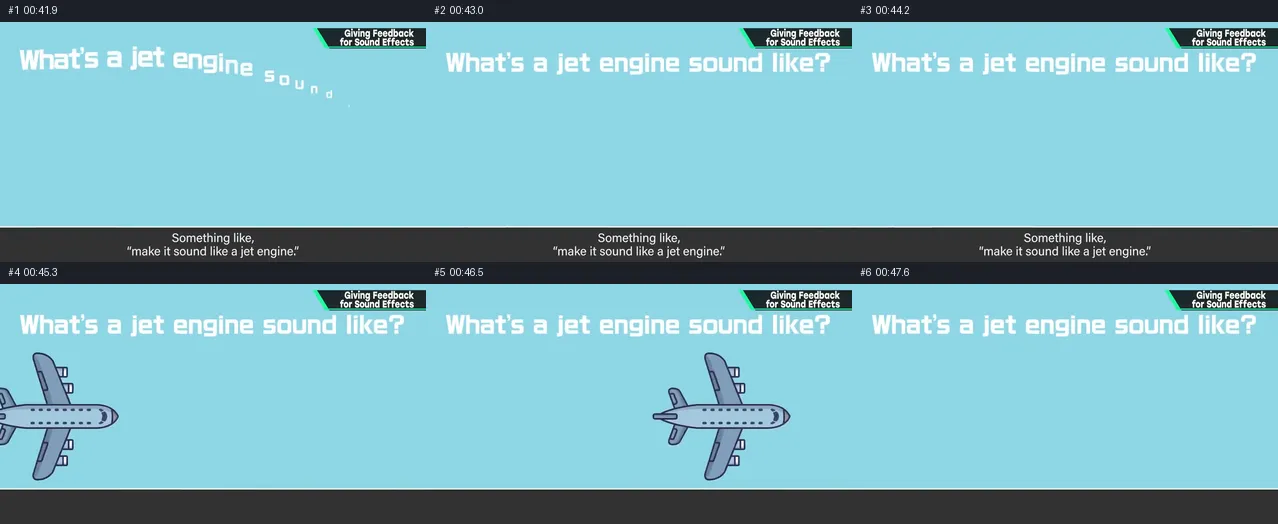 #1 00:41.9
Giving Feedback
for Sound Effects
What's a jet engine sound
Something like,
"make it sound like a jet engine."
#2 00:43.0
Giving Feedback
for Sound Effects
What's a jet engine sound like?
Something like,
"make it sound like a jet engine."
#3 00:44.2
Giving Feedback
for Sound Effects
What's a jet engine sound like?
Something like,
"make it sound like a jet engine."
#4 00:45.3
Giving Feedback
for Sound Effects
What's a jet engine sound like?
#5 00:46.5
Giving Feedback
for Sound Effects
What's a jet engine sound like?
#6 00:47.6
Giving Feedback
for Sound Effects
What's a jet engine sound like?